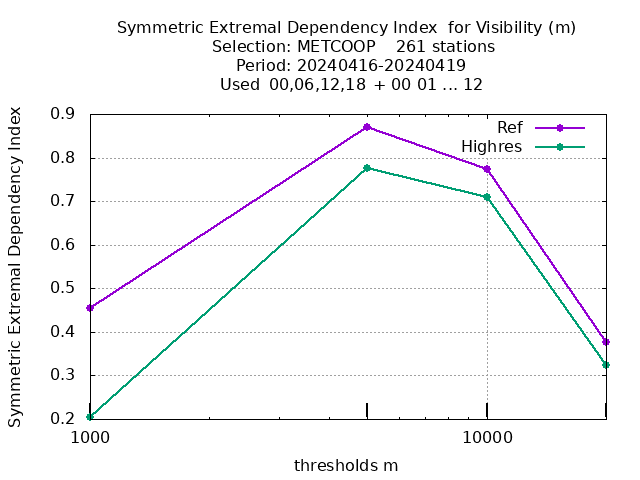 Symmetric Extremal Dependency Index  for Visibility (m)
Selection: METCOOP    261 stations
Period: 20240416-20240419
Used  00,06,12,18  + 00 01 ... 12
Symmetric Extremal Dependency Index
0.9
0.8
0.7
0.6
0.5
0.4
0.3
0.2
Ref
Highres
1000
10000
thresholds m